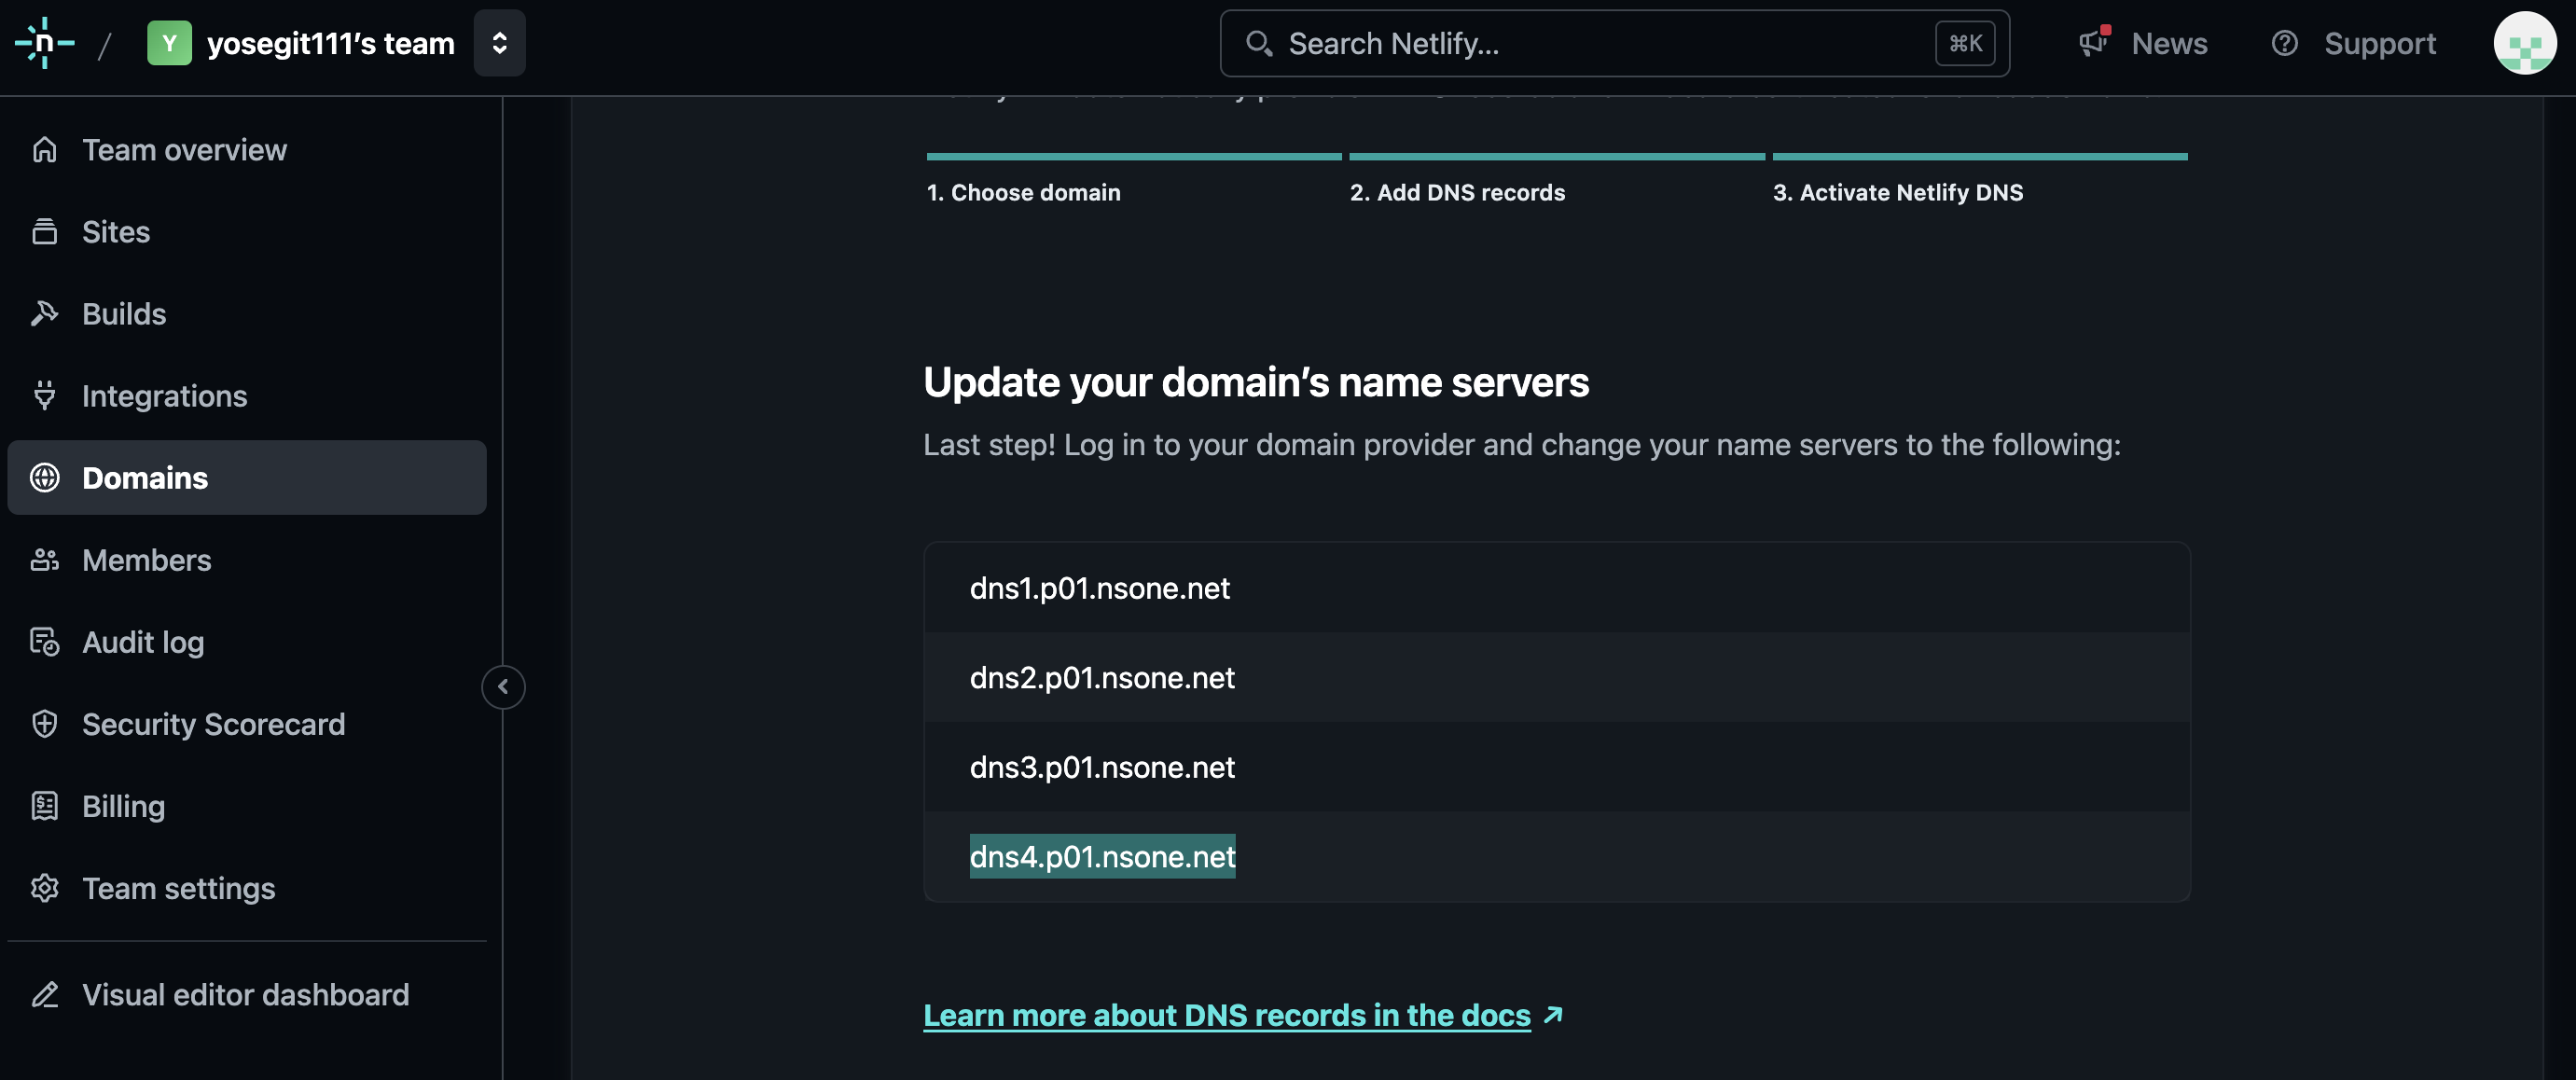 / Y yosegit111's team
Search Netlify...
⌘K
News
Support
Team overview
Sites
Builds
Integrations
Domains
Members
Audit log
Security Scorecard
Billing
Team settings
Visual editor dashboard
1. Choose domain
2. Add DNS records
3. Activate Netlify DNS
Update your domain's name servers
Last step! Log in to your domain provider and change your name servers to the following:
dns1.p01.nsone.net
dns2.p01.nsone.net
dns3.p01.nsone.net
dns4.p01.nsone.net
Learn more about DNS records in the docs ↗